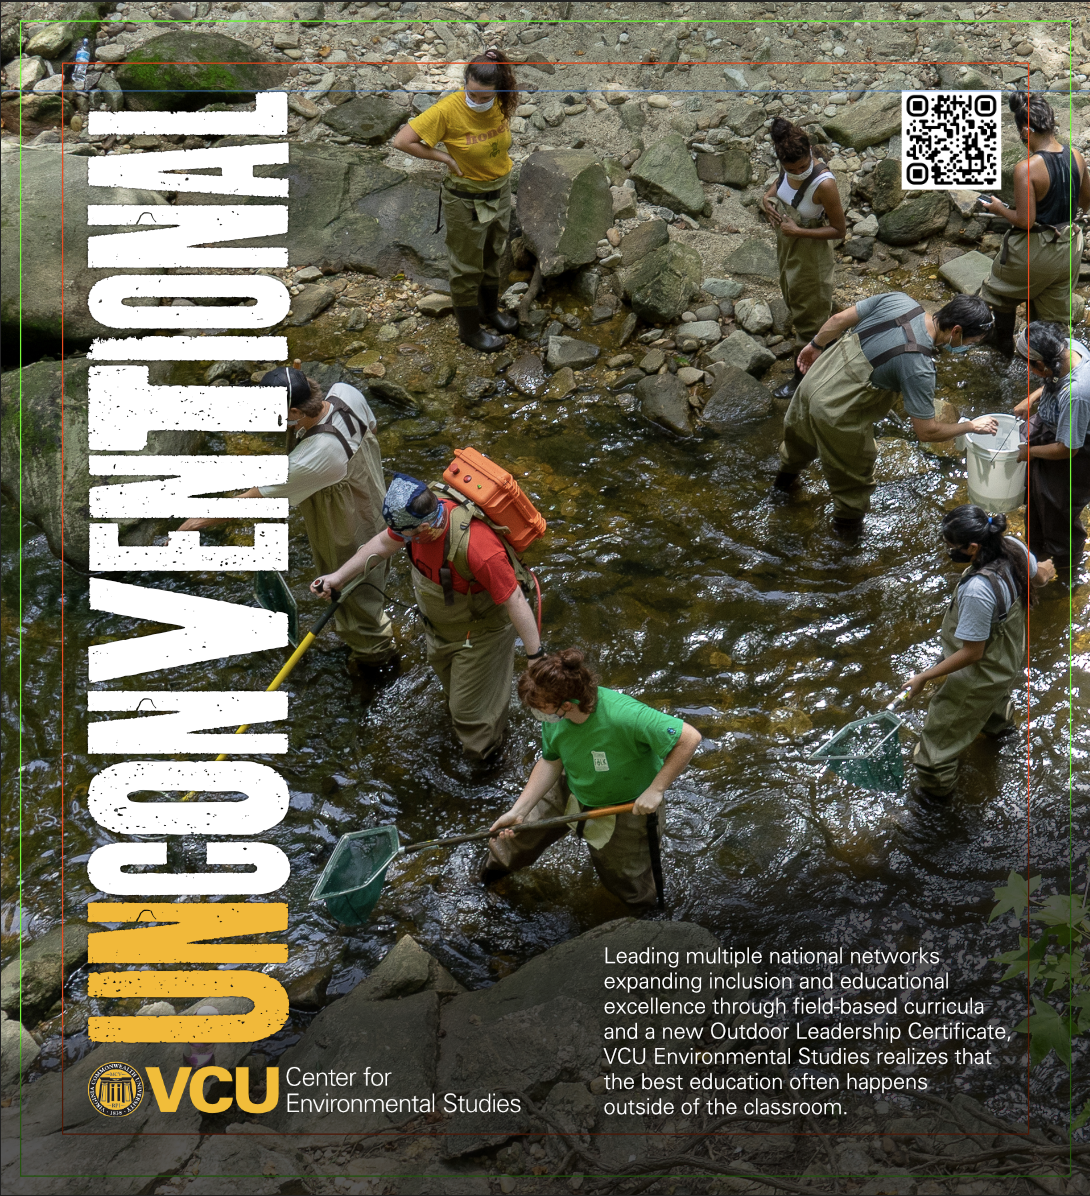 UNCONVENTIONAL
VCU
Center for
Environmental Studies
Leading multiple national networks
expanding inclusion and educational
excellence through field-based curricula
and a new Outdoor Leadership Certificate,
VCU Environmental Studies realizes that
the best education often happens
outside of the classroom.